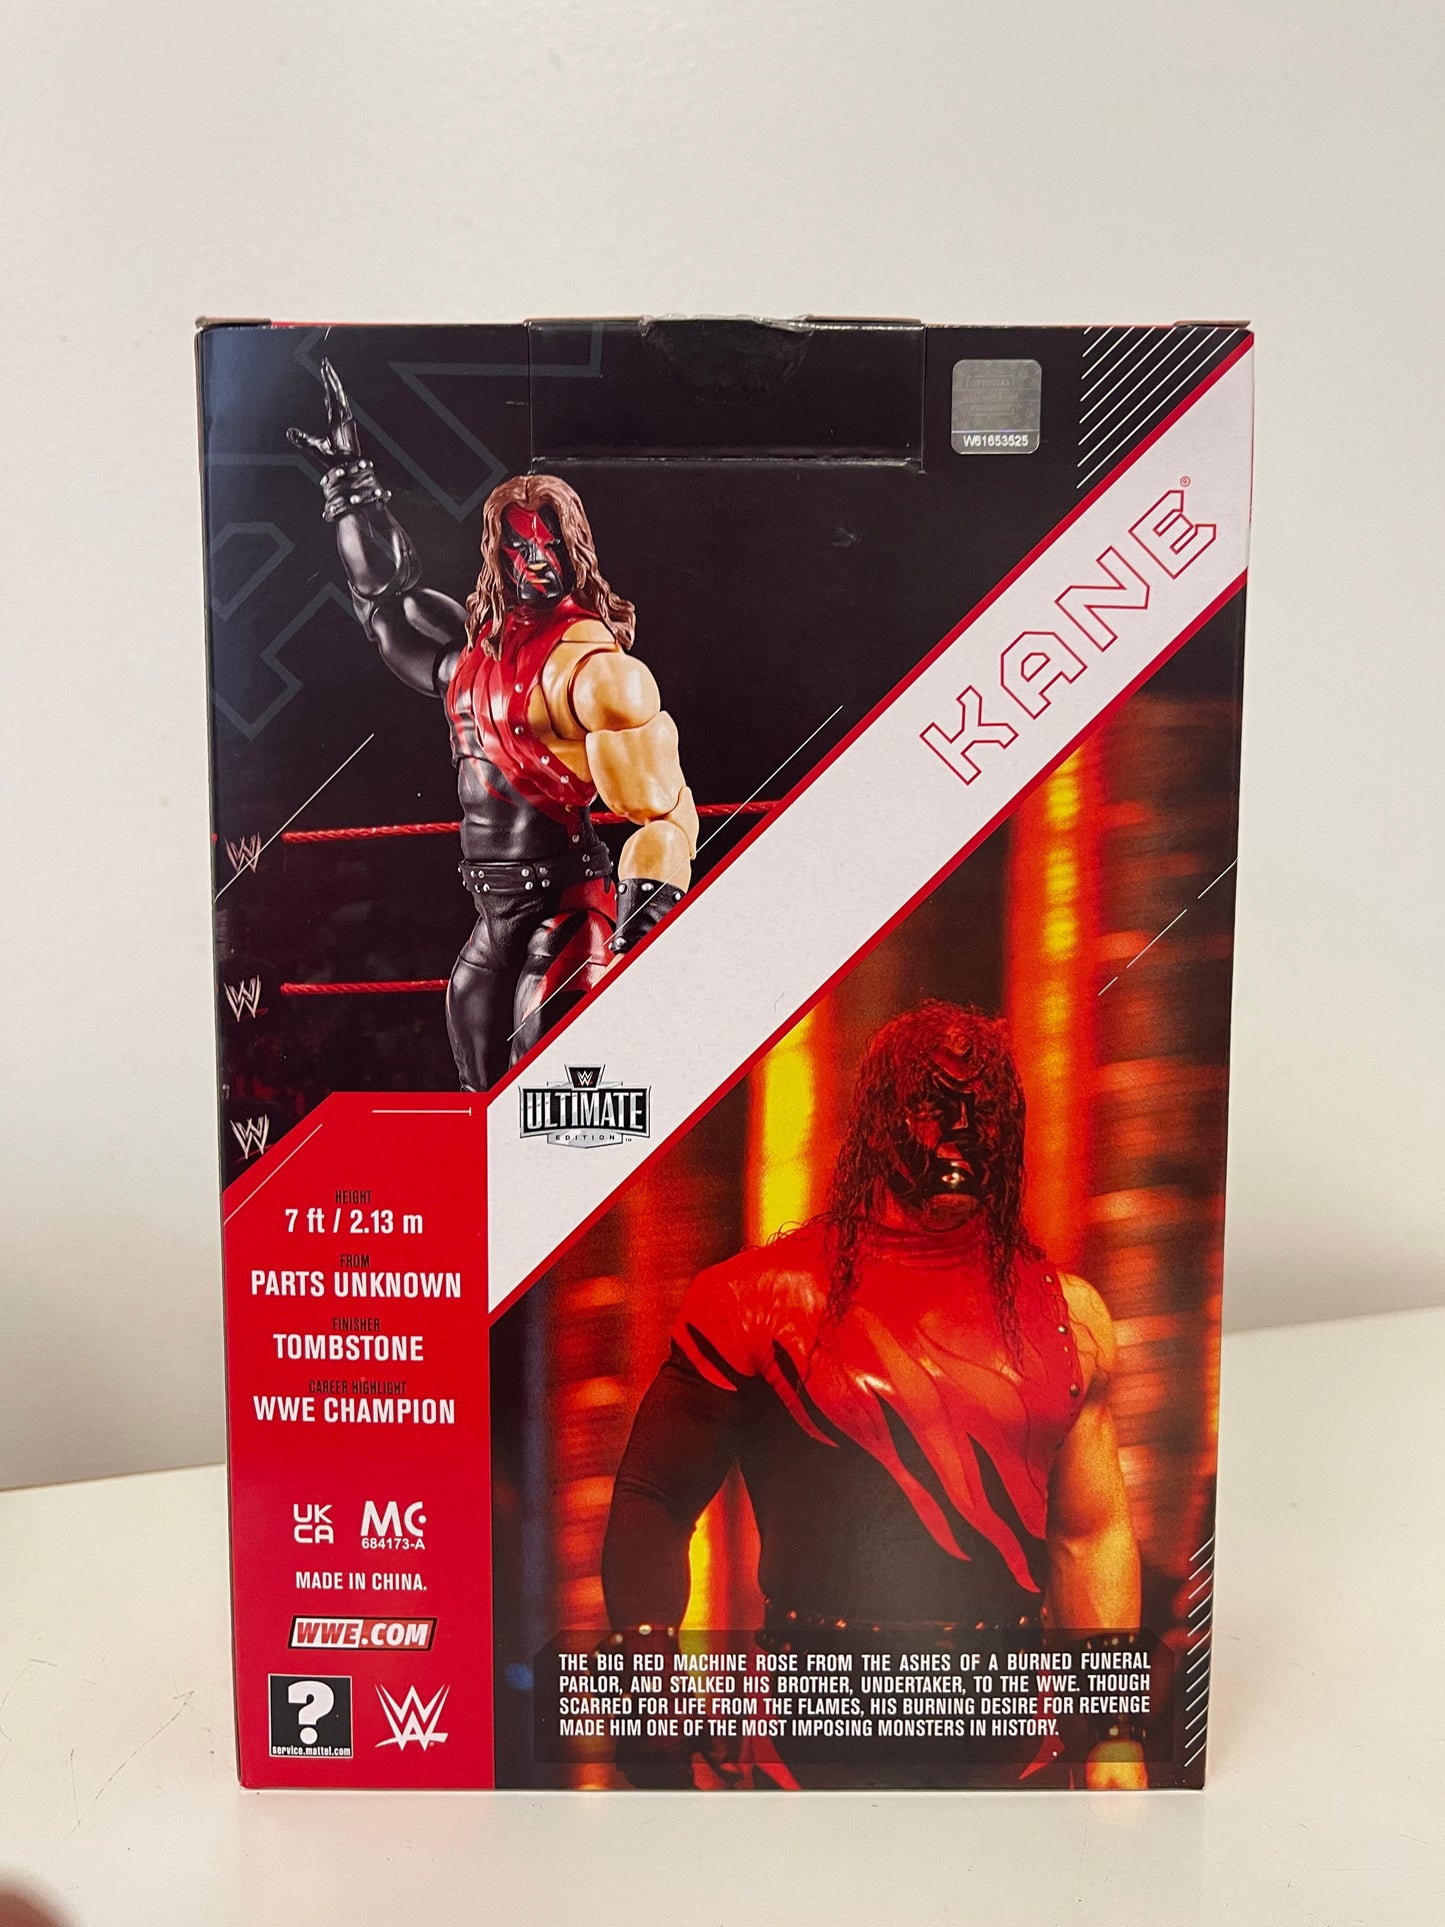 W61653525
KANE®
WWE
ULTIMATE
EDITION™
HEIGHT
7 ft / 2.13 m
FROM
PARTS UNKNOWN
FINISHER
TOMBSTONE
CAREER HIGHLIGHT
WWE CHAMPION
UK
CA
MC
684173-A
MADE IN CHINA.
WWE.COM
?
service.mattel.com
THE BIG RED MACHINE ROSE FROM THE ASHES OF A BURNED FUNERAL
PARLOR, AND STALKED HIS BROTHER, UNDERTAKER, TO THE WWE. THOUGH
SCARRED FOR LIFE FROM THE FLAMES, HIS BURNING DESIRE FOR REVENGE
MADE HIM ONE OF THE MOST IMPOSING MONSTERS IN HISTORY.